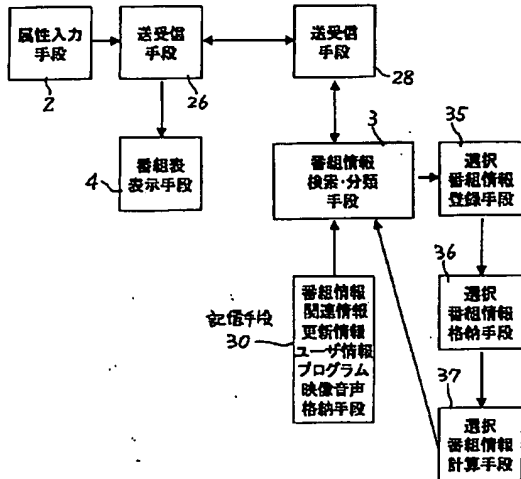 属性入力
手段
2
送受信
手段
26
送受信
手段
28
番組表
表示手段
4
番組情報
検索・分類
手段
3
選択
番組情報
登録手段
35
選択
番組情報
格納手段
36
選択
番組情報
計算手段
37
番組情報
関連情報
更新情報
ユーザ情報
プログラム
映像音声
格納手段
記信手段
30